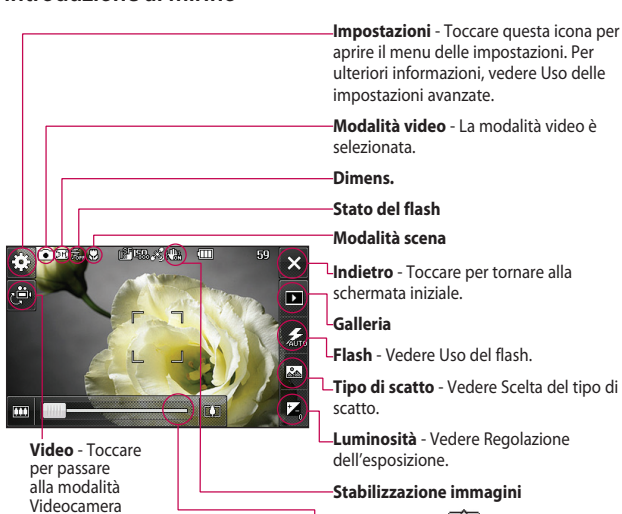 Impostazioni - Toccare questa icona per
aprire il menu delle impostazioni. Per
ulteriori informazioni, vedere Uso delle
impostazioni avanzate.
Modalità video - La modalità video è
selezionata.
Dimens.
Stato del flash
Modalità scena
59
Indietro - Toccare per tornare alla
schermata iniziale.
Galleria
AUTO
Flash - Vedere Uso del flash.
Tipo di scatto - Vedere Scelta del tipo di
scatto.
Luminosità - Vedere Regolazione
dell'esposizione.
Stabilizzazione immagini
Video - Toccare
per passare
alla modalità
Videocamera